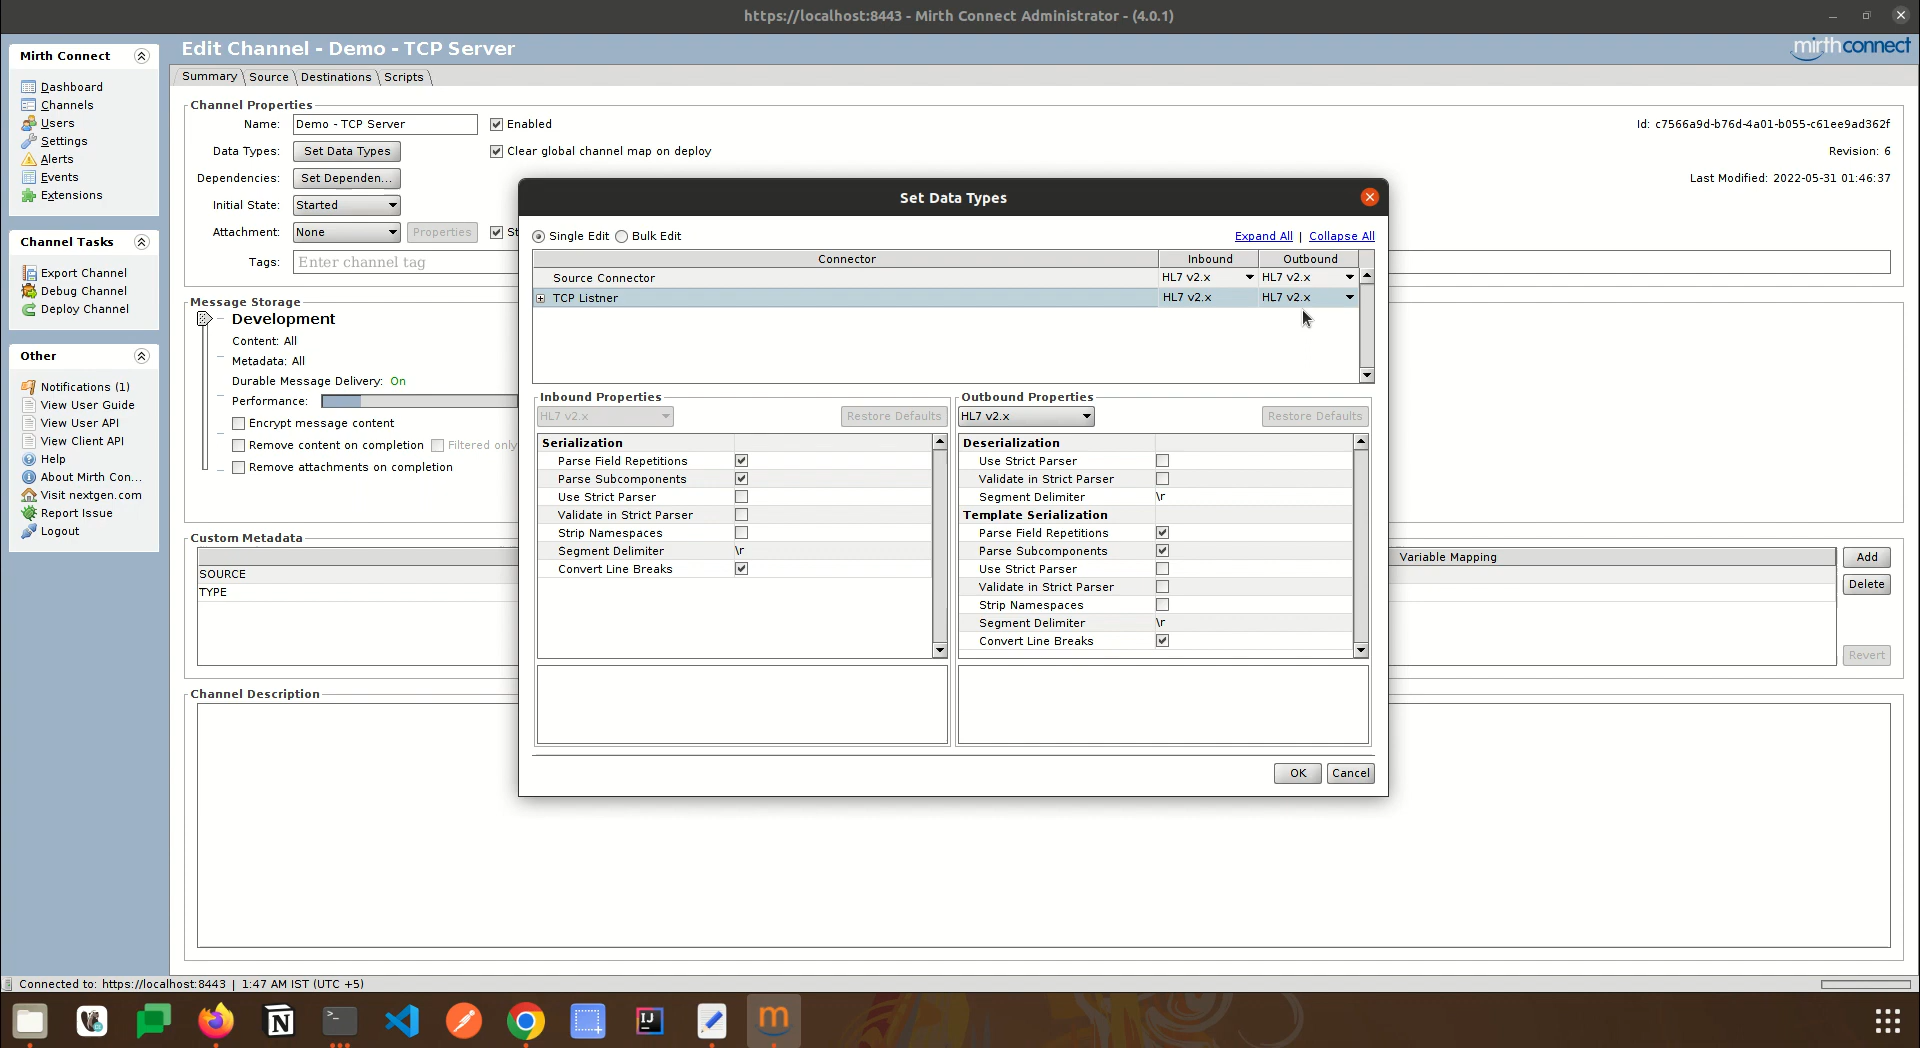 https://localhost:8443 - Mirth Connect Administrator - (4.0.1)
Mirth Connect
Dashboard
Channels
Users
Settings
Alerts
Events
Extensions
Channel Tasks
Export Channel
Debug Channel
Deploy Channel
Other
Notifications (1)
View User Guide
View User API
View Client API
Help
About Mirth Con...
Visit nextgen.com
Report Issue
Logout
Edit Channel - Demo - TCP Server
mirthconnect
Summary Source Destinations Scripts
Channel Properties
Name: Demo - TCP Server Enabled
Id: c7566a9d-b76d-4a01-b055-c61ee9ad362f
Data Types: Set Data Types Clear global channel map on deploy
Revision: 6
Dependencies: Set Dependen...
Last Modified: 2022-05-31 01:46:37
Initial State: Started
Attachment: None Properties St
Tags: Enter channel tag
Message Storage
Development
Content: All
Metadata: All
Durable Message Delivery: On
Performance:
Encrypt message content
Remove content on completion Filtered only
Remove attachments on completion
Custom Metadata
Variable Mapping
SOURCE
TYPE
Add
Delete
Revert
Channel Description
Set Data Types
Single Edit Bulk Edit
Expand All | Collapse All
Connector Inbound Outbound
Source Connector HL7 v2.x HL7 v2.x
TCP Listner HL7 v2.x HL7 v2.x
Inbound Properties
HL7 v2.x Restore Defaults
Serialization
Parse Field Repetitions
Parse Subcomponents
Use Strict Parser
Validate in Strict Parser
Strip Namespaces
Segment Delimiter \r
Convert Line Breaks
Outbound Properties
HL7 v2.x Restore Defaults
Deserialization
Use Strict Parser
Validate in Strict Parser
Segment Delimiter \r
Template Serialization
Parse Field Repetitions
Parse Subcomponents
Use Strict Parser
Validate in Strict Parser
Strip Namespaces
Segment Delimiter \r
Convert Line Breaks
OK Cancel
Connected to: https://localhost:8443 | 1:47 AM IST (UTC +5)